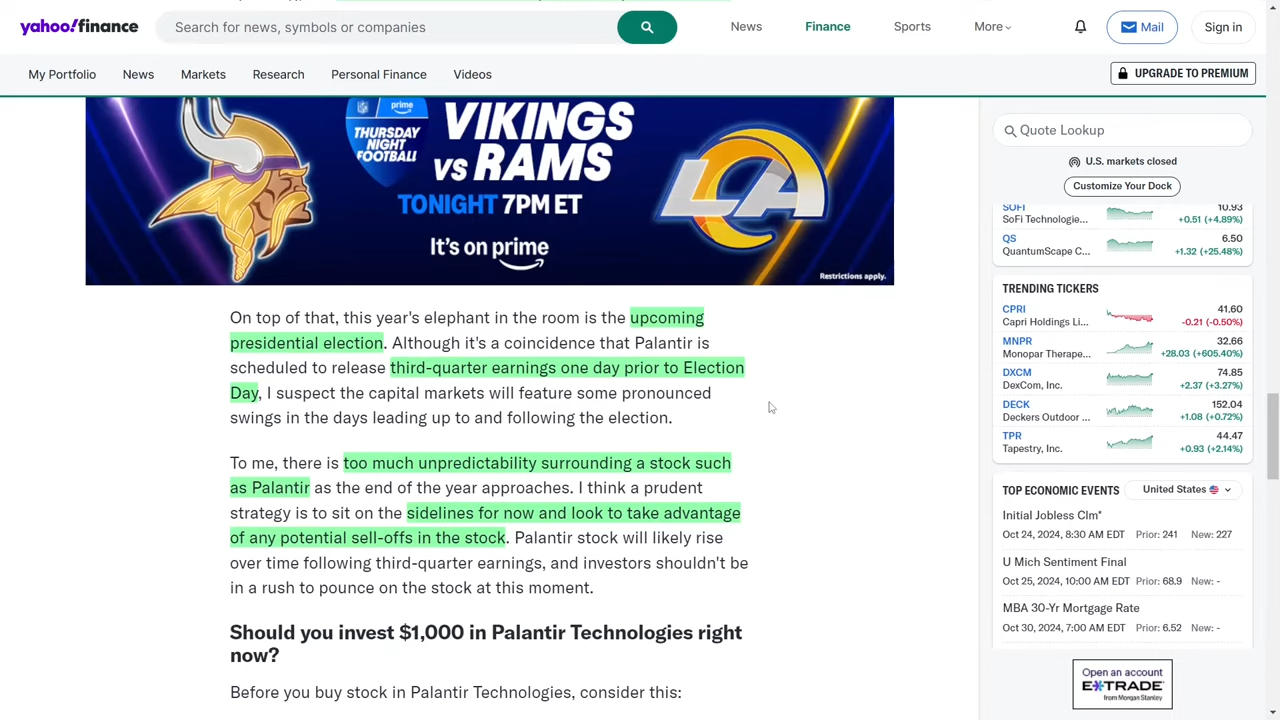 yahoo!finance
Search for news, symbols or companies
News
Finance
Sports
More
Mail
Sign in
My Portfolio
News
Markets
Research
Personal Finance
Videos
UPGRADE TO PREMIUM
NFL
prime
THURSDAY
NIGHT
FOOTBALL
VIKINGS
vs RAMS
TONIGHT 7PM ET
It's on prime
LA
Restrictions apply.
On top of that, this year's elephant in the room is the upcoming
presidential election. Although it's a coincidence that Palantir is
scheduled to release third-quarter earnings one day prior to Election
Day, I suspect the capital markets will feature some pronounced
swings in the days leading up to and following the election.
To me, there is too much unpredictability surrounding a stock such
as Palantir as the end of the year approaches. I think a prudent
strategy is to sit on the sidelines for now and look to take advantage
of any potential sell-offs in the stock. Palantir stock will likely rise
over time following third-quarter earnings, and investors shouldn't be
in a rush to pounce on the stock at this moment.
Should you invest $1,000 in Palantir Technologies right
now?
Before you buy stock in Palantir Technologies, consider this:
Quote Lookup
U.S. markets closed
Customize Your Dock
SOFI 10.93
SoFi Technologie... +0.51 (+4.89%)
QS 6.50
QuantumScape C... +1.32 (+25.48%)
TRENDING TICKERS
CPRI 41.60
Capri Holdings Li... -0.21 (-0.50%)
MNPR 32.66
Monopar Therape... +28.03 (+605.40%)
DXCM 74.85
DexCom, Inc. +2.37 (+3.27%)
DECK 152.04
Deckers Outdoor ... +1.08 (+0.72%)
TPR 44.47
Tapestry, Inc. +0.93 (+2.14%)
TOP ECONOMIC EVENTS United States
Initial Jobless Clm*
Oct 24, 2024, 8:30 AM EDT Prior: 241 New: 227
U Mich Sentiment Final
Oct 25, 2024, 10:00 AM EDT Prior: 68.9 New: -
MBA 30-Yr Mortgage Rate
Oct 30, 2024, 7:00 AM EDT Prior: 6.52 New: -
Open an account
E*TRADE
from Morgan Stanley